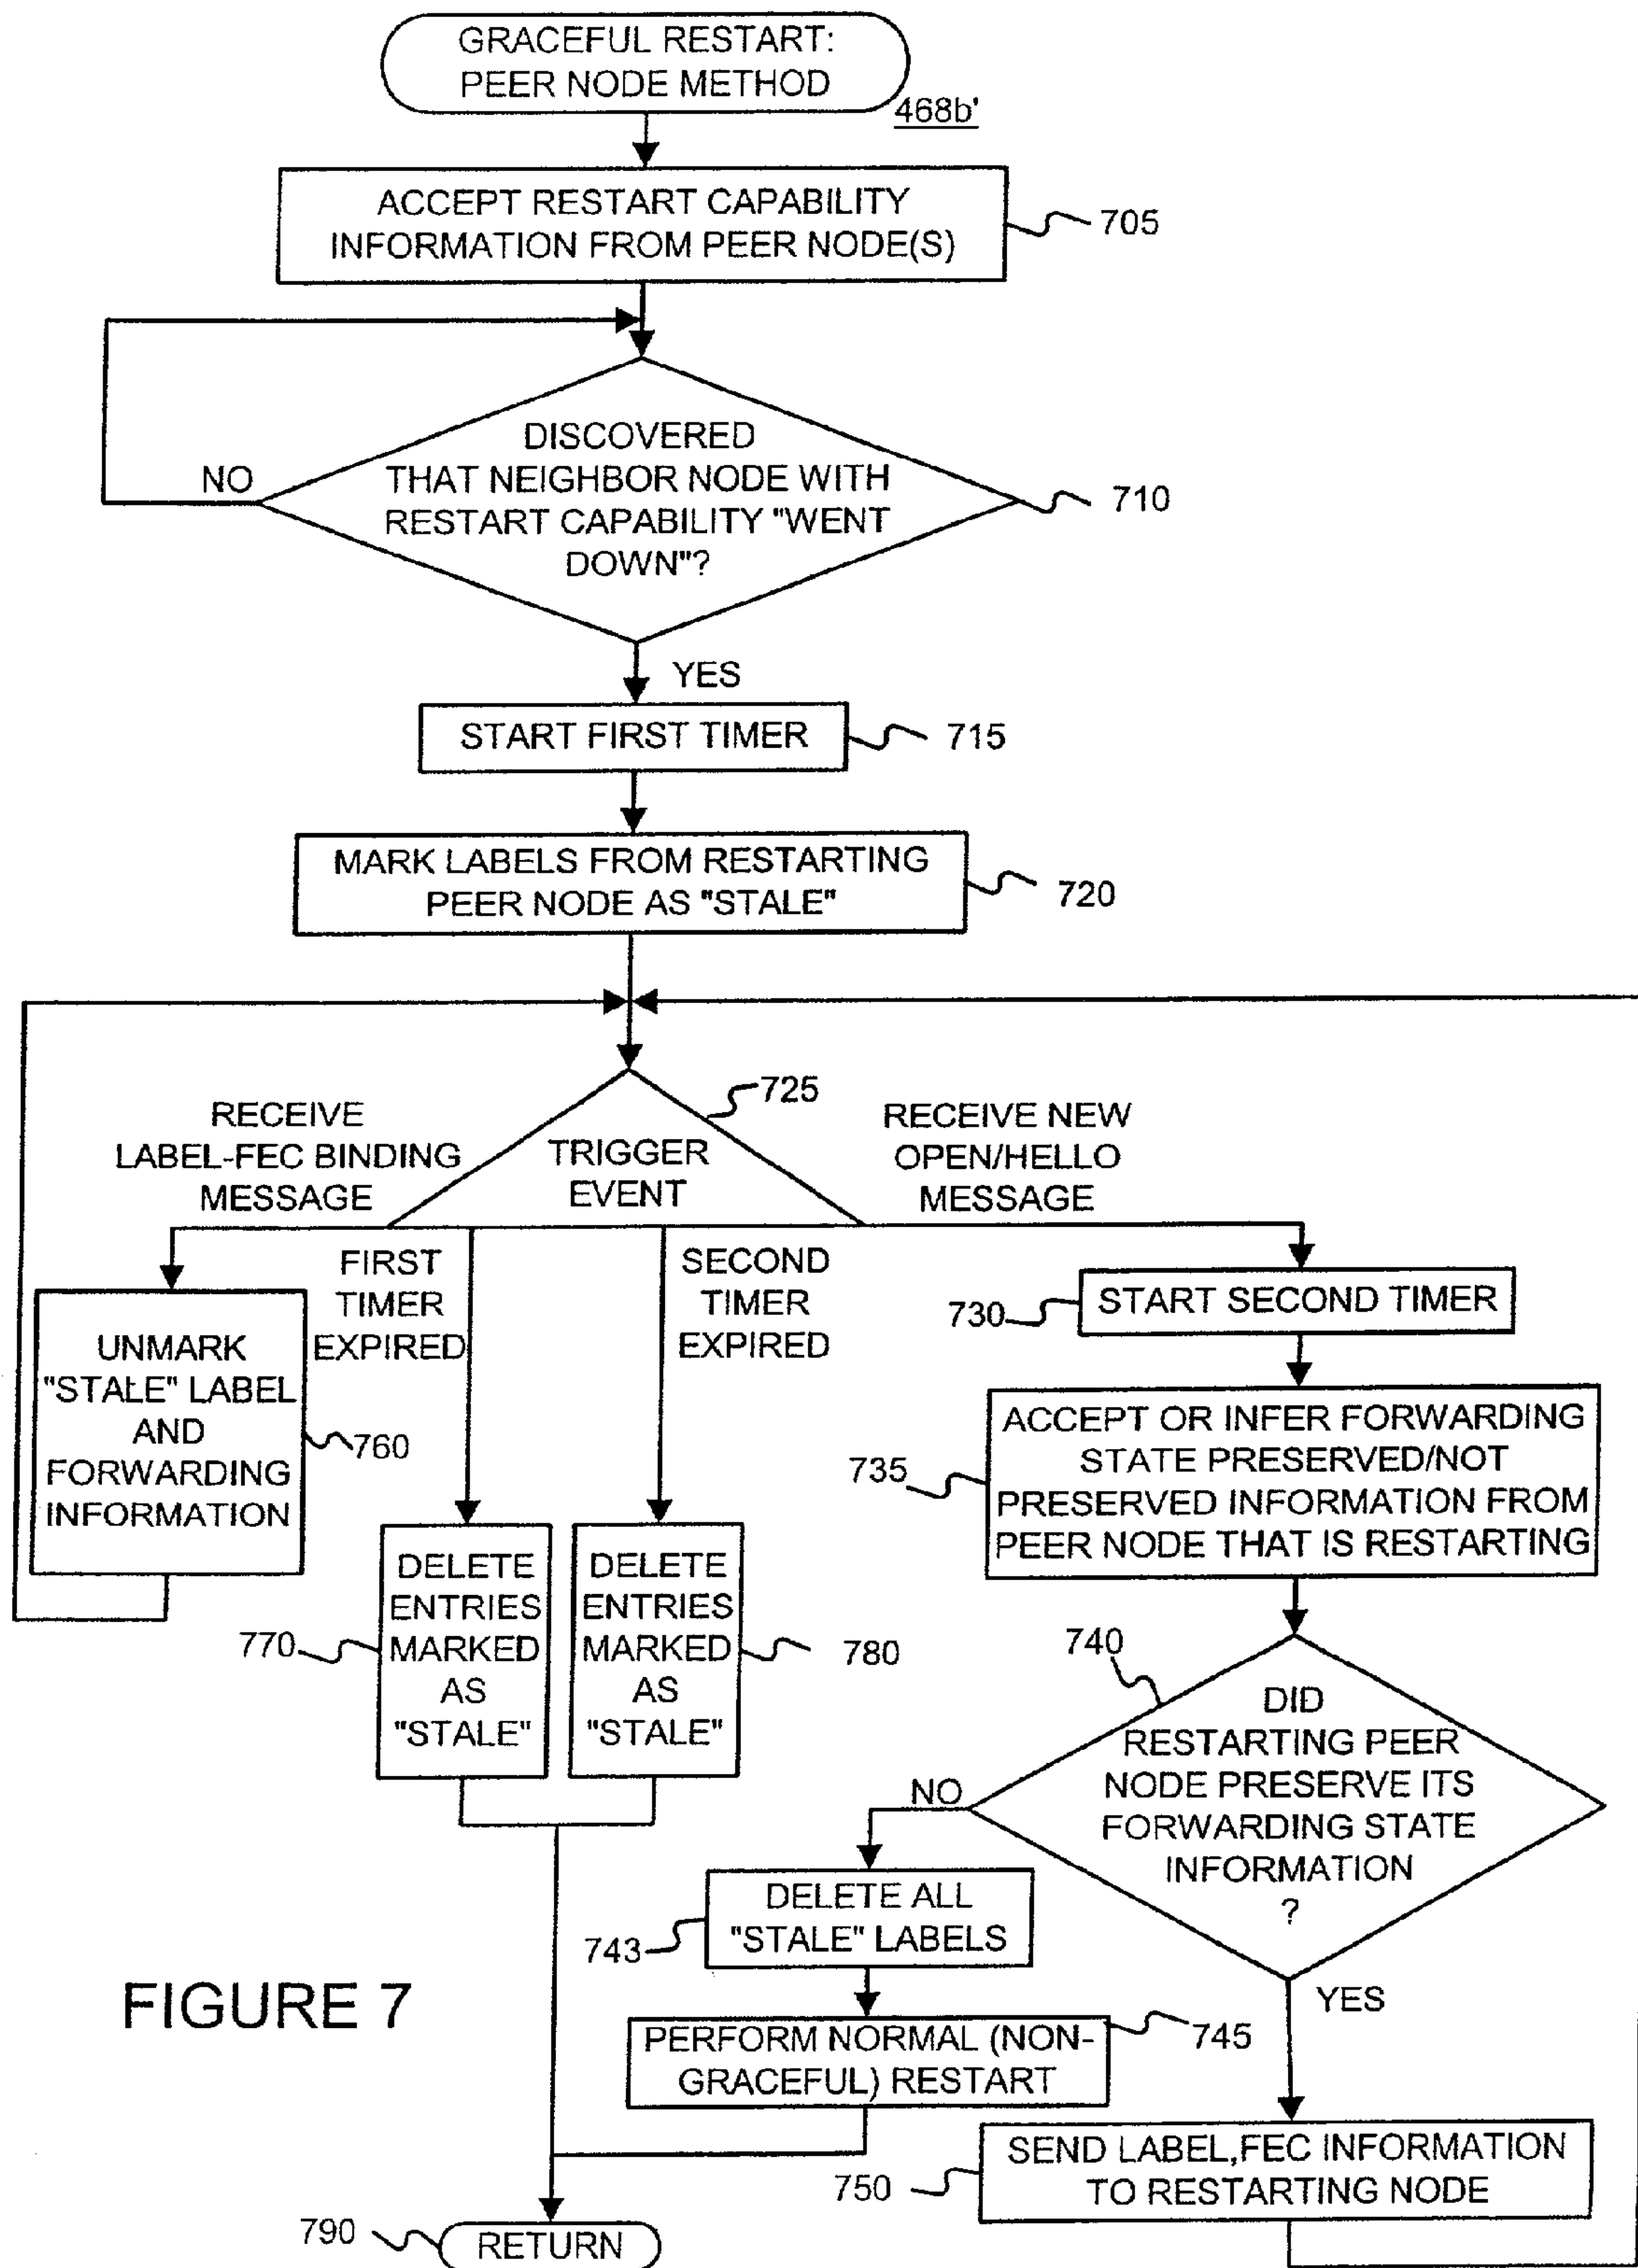 GRACEFUL RESTART:
PEER NODE METHOD
468b'
ACCEPT RESTART CAPABILITY
INFORMATION FROM PEER NODE(S)
705
DISCOVERED
THAT NEIGHBOR NODE WITH
RESTART CAPABILITY "WENT
DOWN"?
NO
710
YES
START FIRST TIMER
715
MARK LABELS FROM RESTARTING
PEER NODE AS "STALE"
720
725
TRIGGER
EVENT
RECEIVE
LABEL-FEC BINDING
MESSAGE
RECEIVE NEW
OPEN/HELLO
MESSAGE
FIRST
TIMER
EXPIRED
SECOND
TIMER
EXPIRED
UNMARK
"STALE" LABEL
AND
FORWARDING
INFORMATION
760
START SECOND TIMER
730
ACCEPT OR INFER FORWARDING
STATE PRESERVED/NOT
PRESERVED INFORMATION FROM
PEER NODE THAT IS RESTARTING
735
DELETE
ENTRIES
MARKED
AS
"STALE"
770
DELETE
ENTRIES
MARKED
AS
"STALE"
780
740
DID
RESTARTING PEER
NODE PRESERVE ITS
FORWARDING STATE
INFORMATION
?
NO
DELETE ALL
"STALE" LABELS
743
YES
PERFORM NORMAL (NON-
GRACEFUL) RESTART
745
SEND LABEL,FEC INFORMATION
TO RESTARTING NODE
750
FIGURE 7
790
RETURN